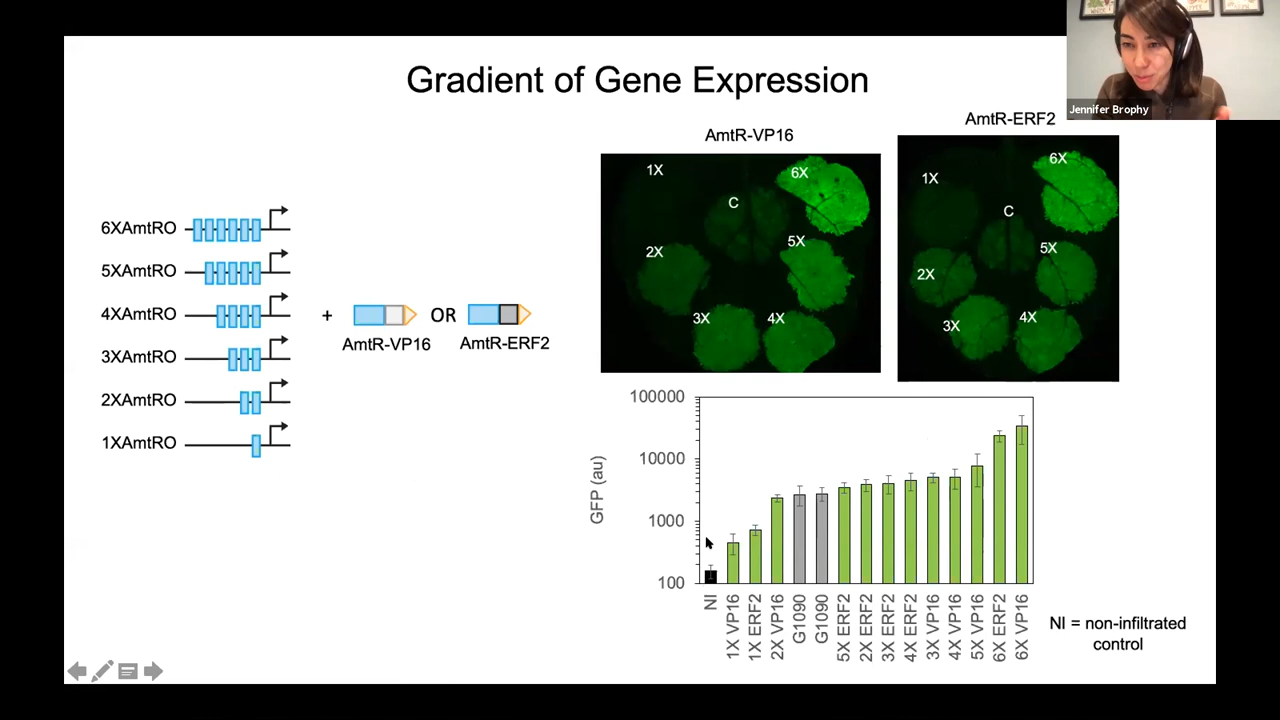 Jennifer Brophy
Gradient of Gene Expression
6XAmtRO
5XAmtRO
4XAmtRO
3XAmtRO
2XAmtRO
1XAmtRO
+
AmtR-VP16
OR
AmtR-ERF2
AmtR-VP16
1X
C
6X
2X
5X
3X
4X
AmtR-ERF2
1X
C
6X
2X
5X
3X
4X
GFP (au)
100000
10000
1000
100
NI
1X VP16
1X ERF2
2X VP16
G1090
G1090
5X ERF2
2X ERF2
3X ERF2
4X ERF2
3X VP16
4X VP16
5X VP16
6X ERF2
6X VP16
NI = non-infiltrated
control